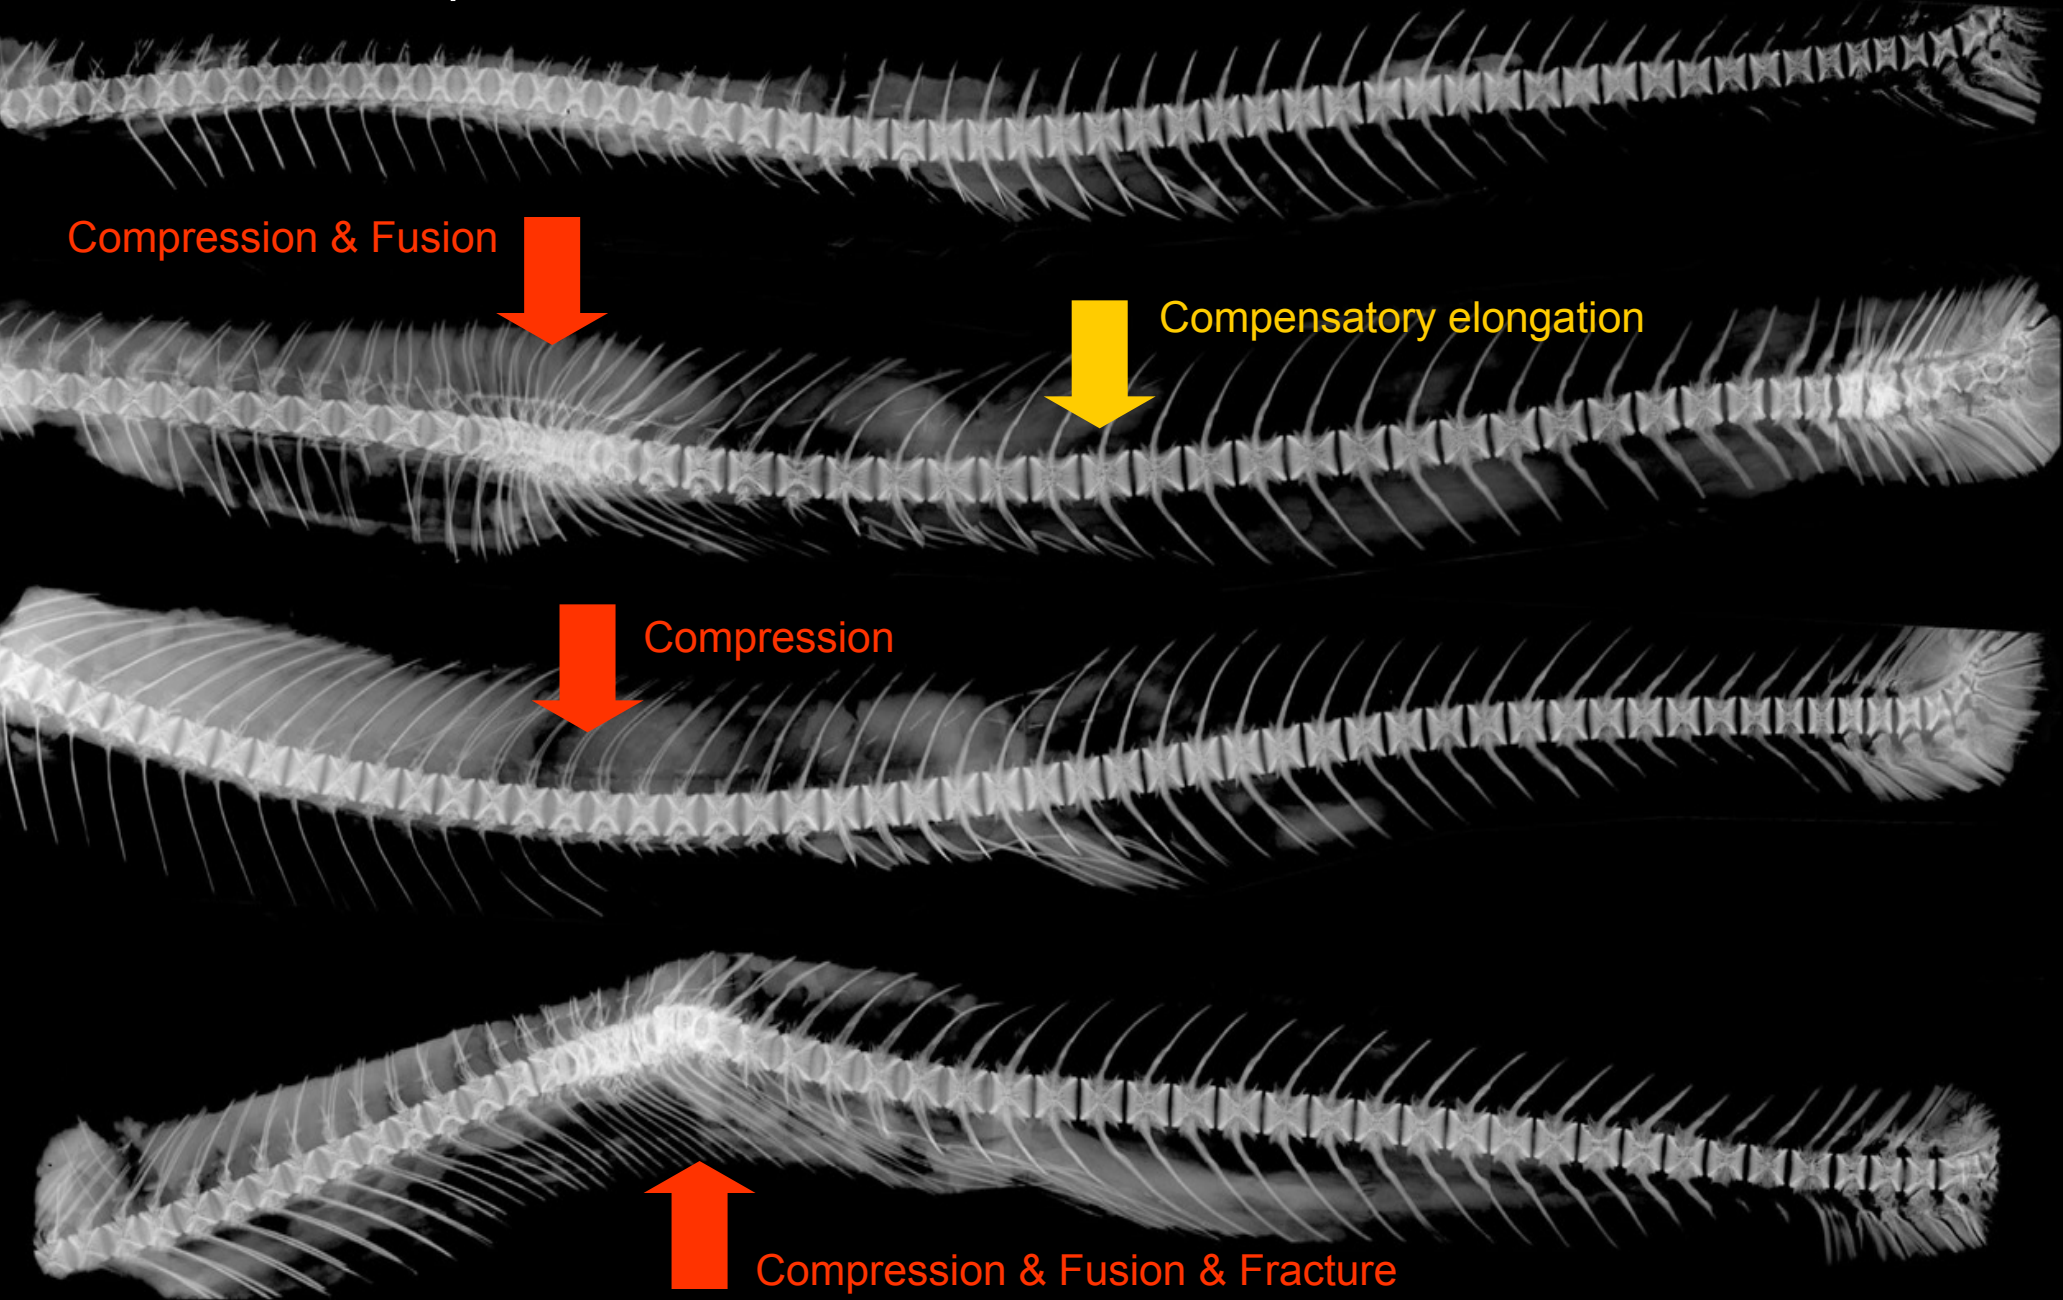 Compression & Fusion
Compensatory elongation
Compression
Compression & Fusion & Fracture